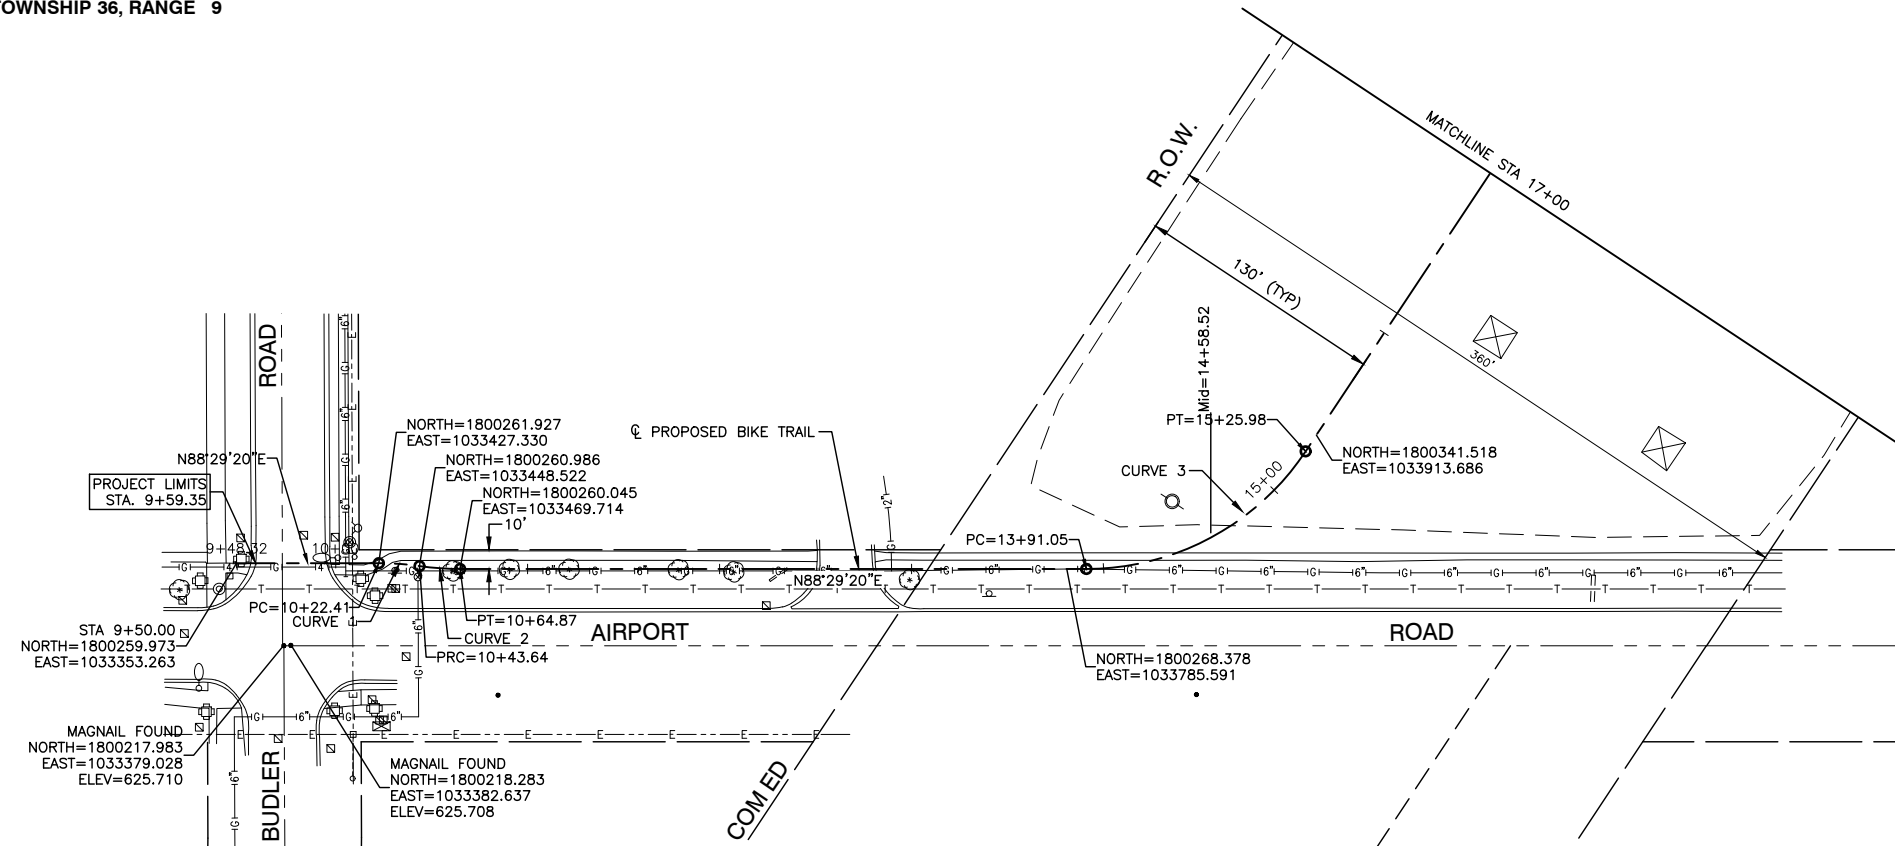 TOWNSHIP 36, RANGE 9
MATCHLINE STA 17+00
R.O.W.
130' (TYP)
360'
Mid=14+58.52
PT=15+25.98
NORTH=1800341.518
EAST=1033913.686
CURVE 3
15+00
PC=13+91.05
ROAD
NORTH=1800261.927
EAST=1033427.330
℄ PROPOSED BIKE TRAIL
N88°29'20"E
NORTH=1800260.986
EAST=1033448.522
PROJECT LIMITS
STA. 9+59.35
NORTH=1800260.045
EAST=1033469.714
10'
12"
9+48.32
N88°29'20"E
PC=10+22.41
CURVE 1
PT=10+64.87
CURVE 2
PRC=10+43.64
STA 9+50.00
NORTH=1800259.973
EAST=1033353.263
AIRPORT
ROAD
NORTH=1800268.378
EAST=1033785.591
MAGNAIL FOUND
NORTH=1800217.983
EAST=1033379.028
ELEV=625.710
MAGNAIL FOUND
NORTH=1800218.283
EAST=1033382.637
ELEV=625.708
BUDLER
COM ED